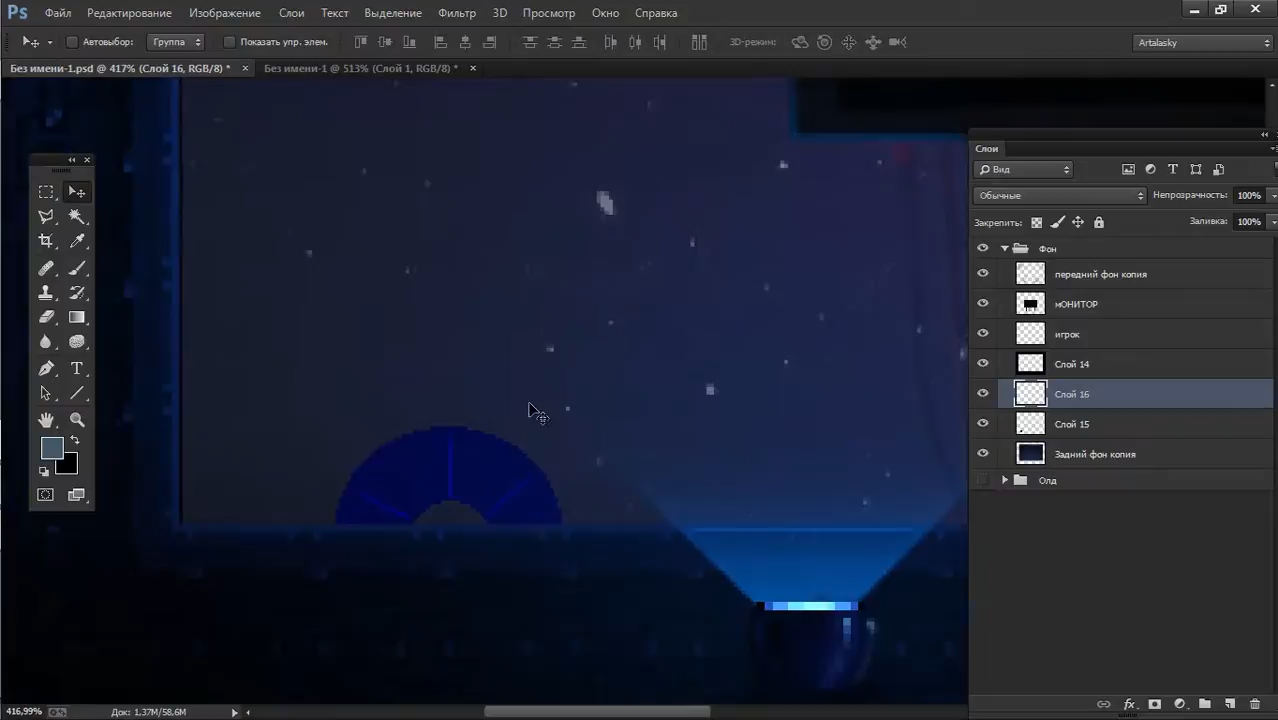 Ps Файл Редактирование Изображение Слои Текст Выделение Фильтр 3D Просмотр Окно Справка
Автовыбор: Группа Показать упр. элем. 3D-режим: Artalasky
Без имени-1.psd @ 417% (Слой 16, RGB/8) * × Без имени-1 @ 513% (Слой 1, RGB/8) * ×
Слои
Вид
Обычные Непрозрачность: 100%
Закрепить: Заливка: 100%
Фон
передний фон копия
мОНИТОР
игрок
Слой 14
Слой 16
Слой 15
Задний фон копия
Олд
416,99% Док: 1,37M/58,6M